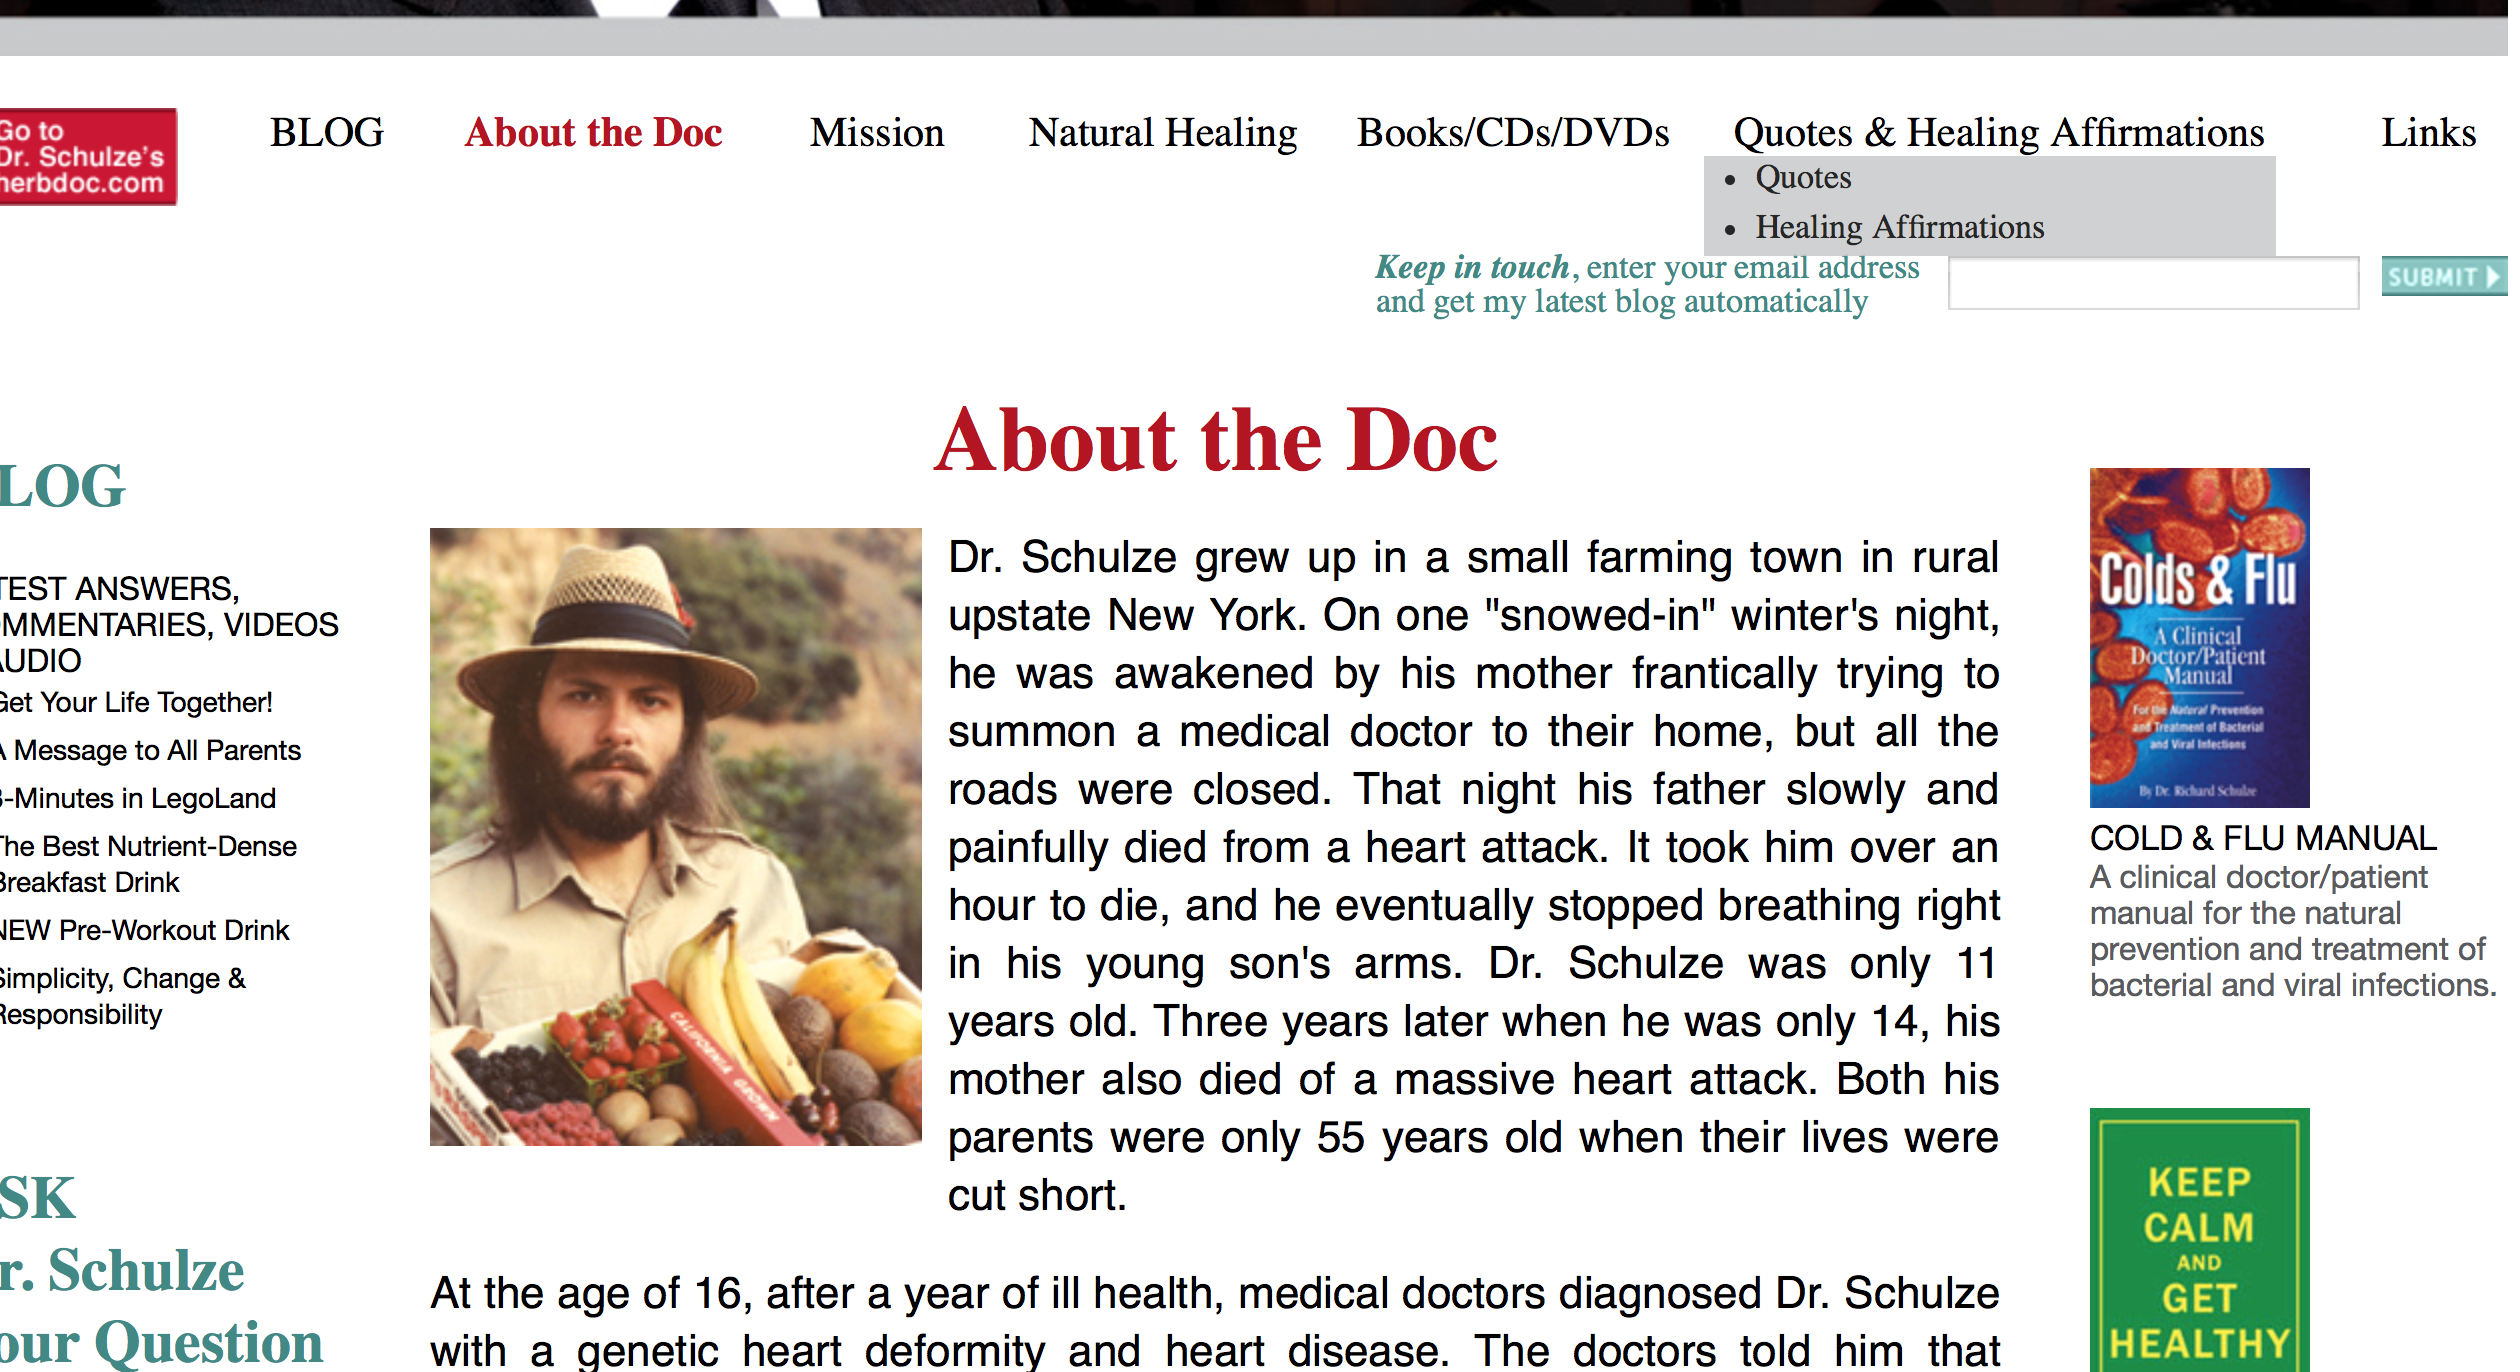 Go to
Dr. Schulze's
herbdoc.com
BLOG
About the Doc
Mission
Natural Healing
Books/CDs/DVDs
Quotes & Healing Affirmations
Links
• Quotes
• Healing Affirmations
Keep in touch, enter your email address
and get my latest blog automatically
SUBMIT
About the Doc
LOG
TEST ANSWERS,
OMMENTARIES, VIDEOS
AUDIO
Get Your Life Together!
A Message to All Parents
3-Minutes in LegoLand
The Best Nutrient-Dense
Breakfast Drink
NEW Pre-Workout Drink
Simplicity, Change &
Responsibility
SK
r. Schulze
our Question
CALIFORNIA GROWN
Dr. Schulze grew up in a small farming town in rural
upstate New York. On one "snowed-in" winter's night,
he was awakened by his mother frantically trying to
summon a medical doctor to their home, but all the
roads were closed. That night his father slowly and
painfully died from a heart attack. It took him over an
hour to die, and he eventually stopped breathing right
in his young son's arms. Dr. Schulze was only 11
years old. Three years later when he was only 14, his
mother also died of a massive heart attack. Both his
parents were only 55 years old when their lives were
cut short.
At the age of 16, after a year of ill health, medical doctors diagnosed Dr. Schulze
with a genetic heart deformity and heart disease. The doctors told him that
Colds & Flu
A Clinical
Doctor/Patient
Manual
For the Natural Prevention
and Treatment of Bacterial
and Viral Infections
By Dr. Richard Schulze
COLD & FLU MANUAL
A clinical doctor/patient
manual for the natural
prevention and treatment of
bacterial and viral infections.
KEEP
CALM
AND
GET
HEALTHY